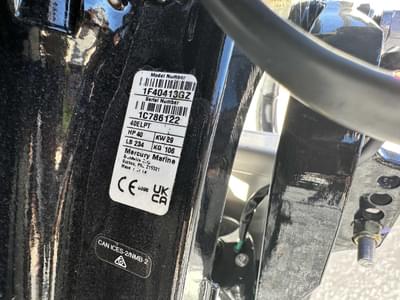 Model Number
1F40413GZ
Serial Number
1C786122
40ELPT
HP 40 KW 29
LB 234 KG 106
Mercury Marine
CE
UK
CA
CAN ICES-2/NMB-2